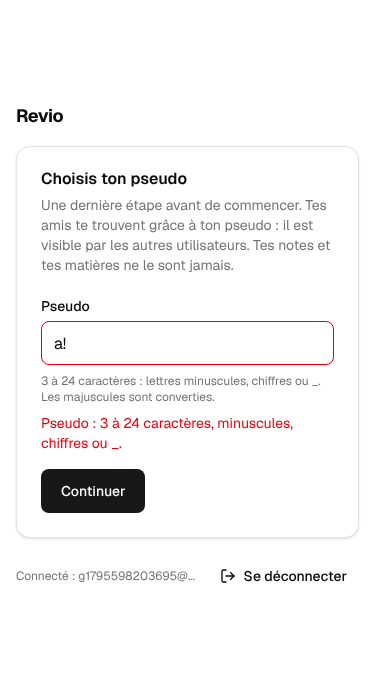 Revio
Choisis ton pseudo
Une dernière étape avant de commencer. Tes
amis te trouvent grâce à ton pseudo : il est
visible par les autres utilisateurs. Tes notes et
tes matières ne le sont jamais.
Pseudo
a!
3 à 24 caractères : lettres minuscules, chiffres ou _.
Les majuscules sont converties.
Pseudo : 3 à 24 caractères, minuscules,
chiffres ou _.
Continuer
Connecté : g1795598203695@…
Se déconnecter